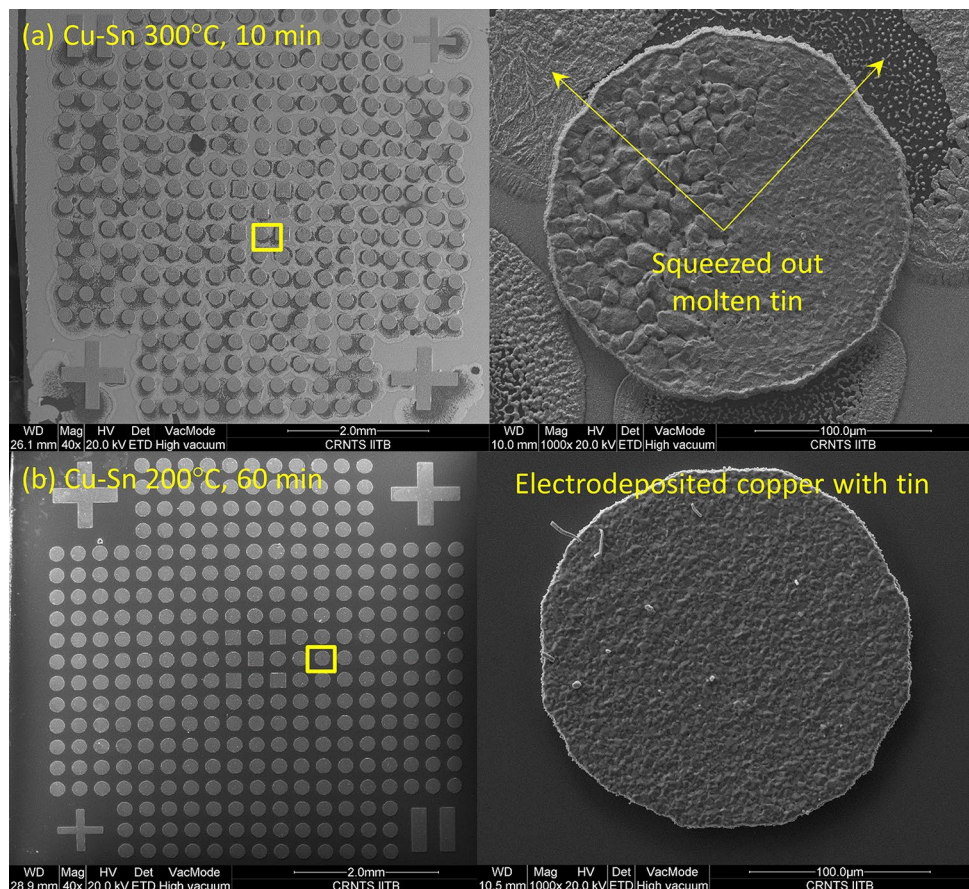 (a) Cu-Sn 300°C, 10 min
Squeezed out
molten tin
WD Mag HV Det VacMode 2.0mm
26.1 mm 40x 20.0 kV ETD High vacuum CRNTS IITB
WD Mag HV Det VacMode 100.0µm
10.0 mm 1000x 20.0 kV ETD High vacuum CRNTS IITB
(b) Cu-Sn 200°C, 60 min
Electrodeposited copper with tin
WD Mag HV Det VacMode 2.0mm
28.9 mm 40x 20.0 kV ETD High vacuum CRNTS IITB
WD Mag HV Det VacMode 100.0µm
10.5 mm 1000x 20.0 kV ETD High vacuum CRNTS IITB